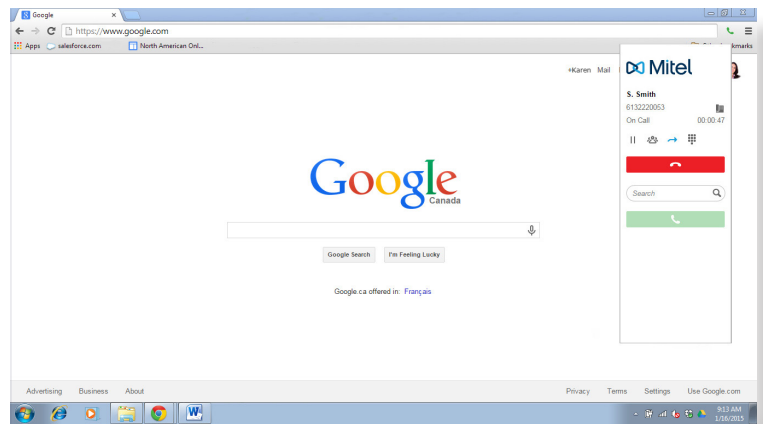 Google
https://www.google.com
Apps salesforce.com North American Onl... kmarks
+Karen Mail
Mitel
S. Smith
6132220053
On Call 00:00:47
Search
Google
Canada
Google Search I'm Feeling Lucky
Google.ca offered in: Français
Advertising Business About Privacy Terms Settings Use Google.com
9:13 AM
1/16/2015